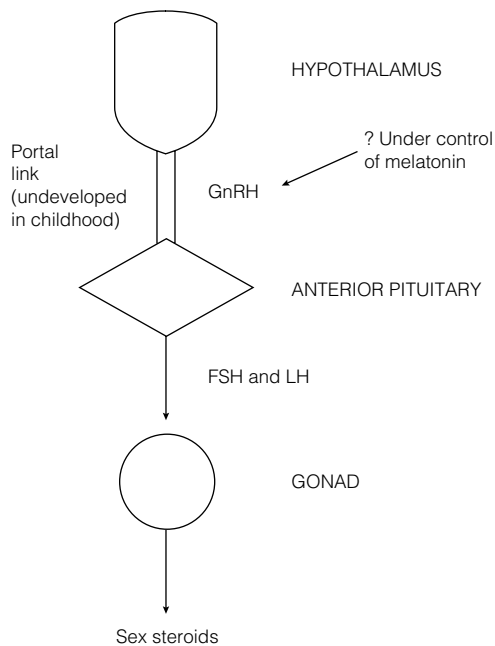 HYPOTHALAMUS
? Under control
of melatonin
Portal
link
(undeveloped
in childhood)
GnRH
ANTERIOR PITUITARY
FSH and LH
GONAD
Sex steroids